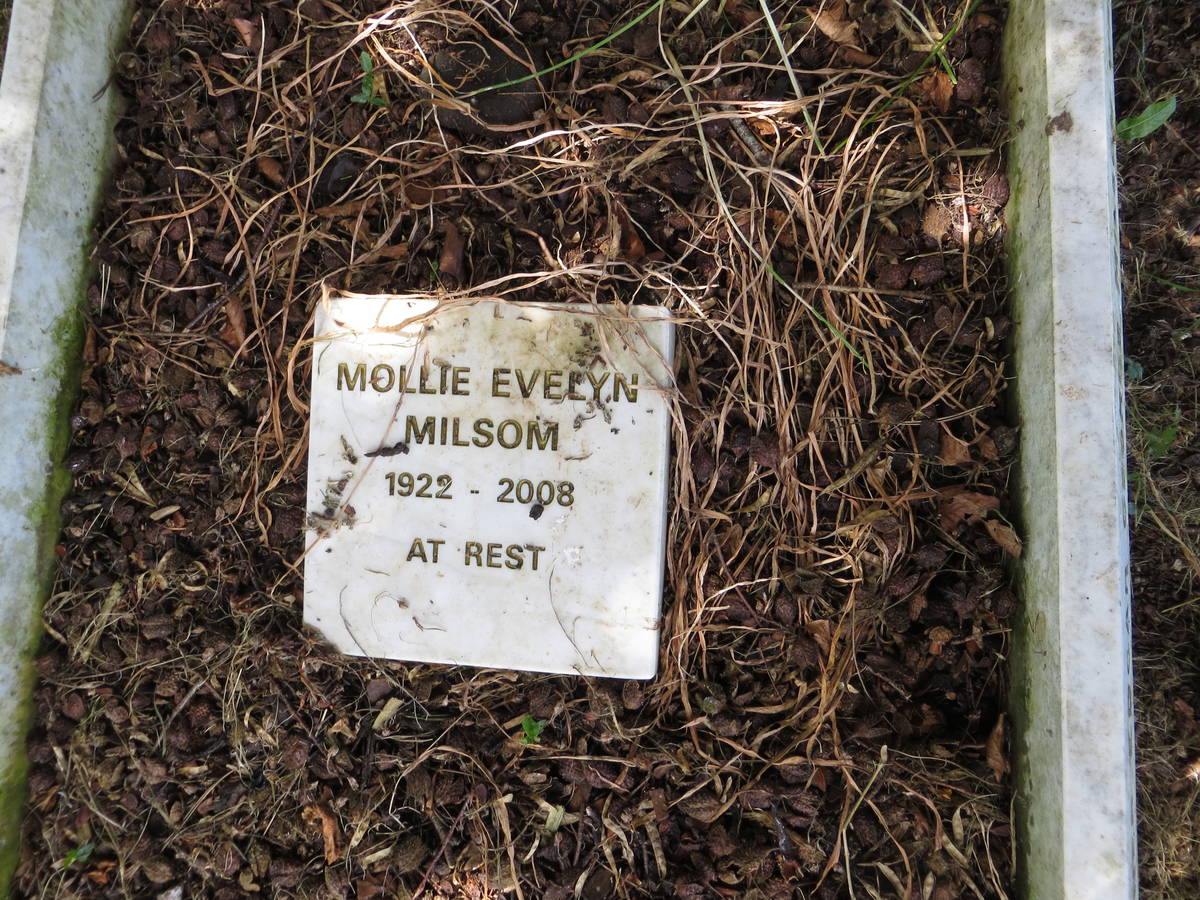 MOLLIE EVELYN
MILSOM
1922 - 2008
AT REST